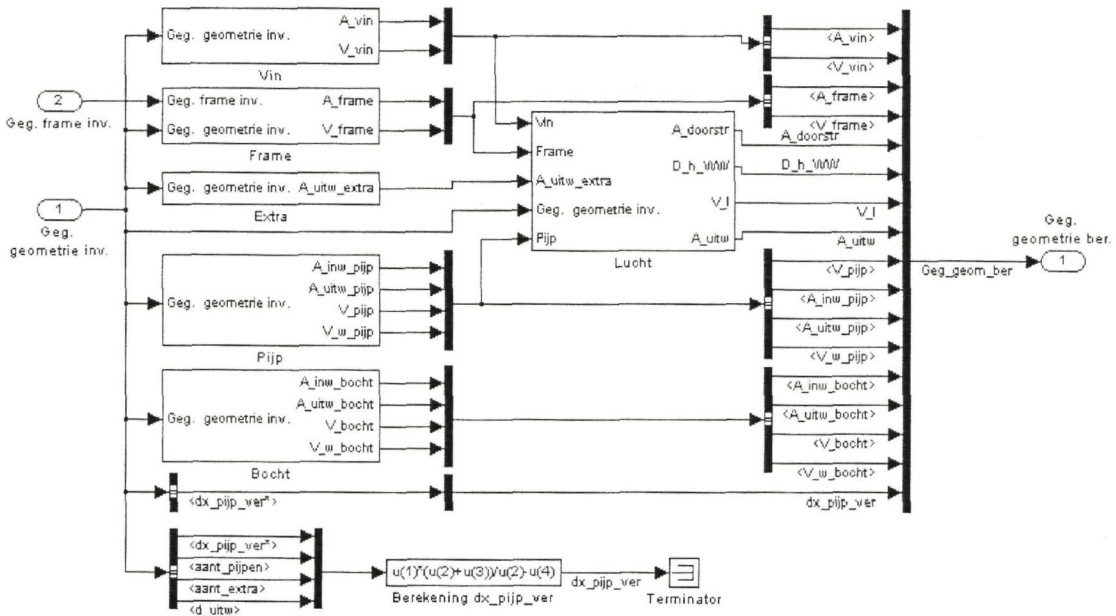 Geg. geometrie inv.
A_vin
V_vin
Vin
2
Geg. frame inv.
Geg. frame inv.
Geg. geometrie inv.
A_frame
V_frame
Frame
Geg. geometrie inv. A_uitw_extra
Extra
1
Geg.
geometrie inv.
Vin
Frame
A_uitw_extra
Geg. geometrie inv.
Pijp
A_doorstr
D_h_WW
V_l
A_uitw
Lucht
Geg. geometrie inv.
A_inw_pijp
A_uitw_pijp
V_pijp
V_w_pijp
Pijp
Geg. geometrie inv.
A_inw_bocht
A_uitw_bocht
V_bocht
V_w_bocht
Bocht
<dx_pijp_ver*>
<dx_pijp_ver*>
<aant_pijpen>
<aant_extra>
<d_uitw>
u(1)*(u(2)+u(3))/u(2)-u(4)
Berekening dx_pijp_ver
dx_pijp_ver
Terminator
<A_vin>
<V_vin>
<A_frame>
<V_frame>
A_doorstr
D_h_WW
V_l
A_uitw
<V_pijp>
<A_inw_pijp>
<A_uitw_pijp>
<V_w_pijp>
<A_inw_bocht>
<A_uitw_bocht>
<V_bocht>
<V_w_bocht>
dx_pijp_ver
Geg_geom_ber
Geg.
geometrie ber.
1